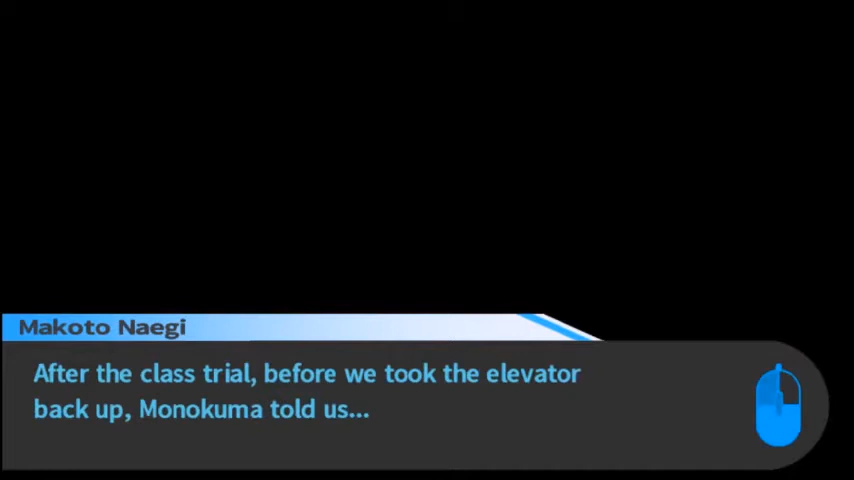 Makoto Naegi
After the class trial, before we took the elevator
back up, Monokuma told us...